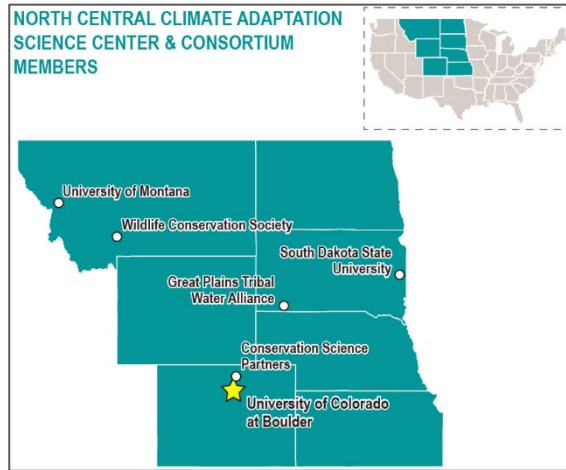 NORTH CENTRAL CLIMATE ADAPTATION
SCIENCE CENTER & CONSORTIUM
MEMBERS
University of Montana
Wildlife Conservation Society
South Dakota State
University
Great Plains Tribal
Water Alliance
Conservation Science
Partners
University of Colorado
at Boulder